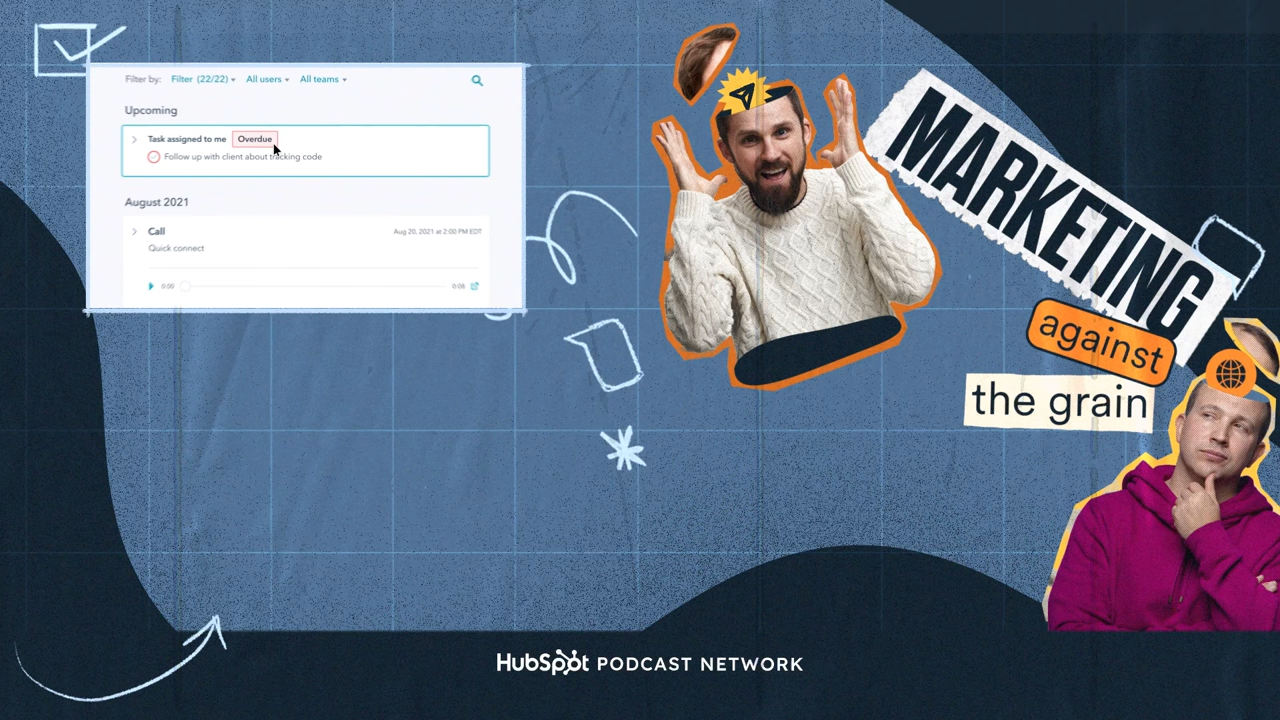 Filter by: Filter (22/22) All users All teams
Upcoming
Task assigned to me Overdue
Follow up with client about tracking code
August 2021
Call Aug 20, 2021 at 2:00 PM EDT
Quick connect
0:00 0:08
MARKETING
against
the grain
HubSpot PODCAST NETWORK